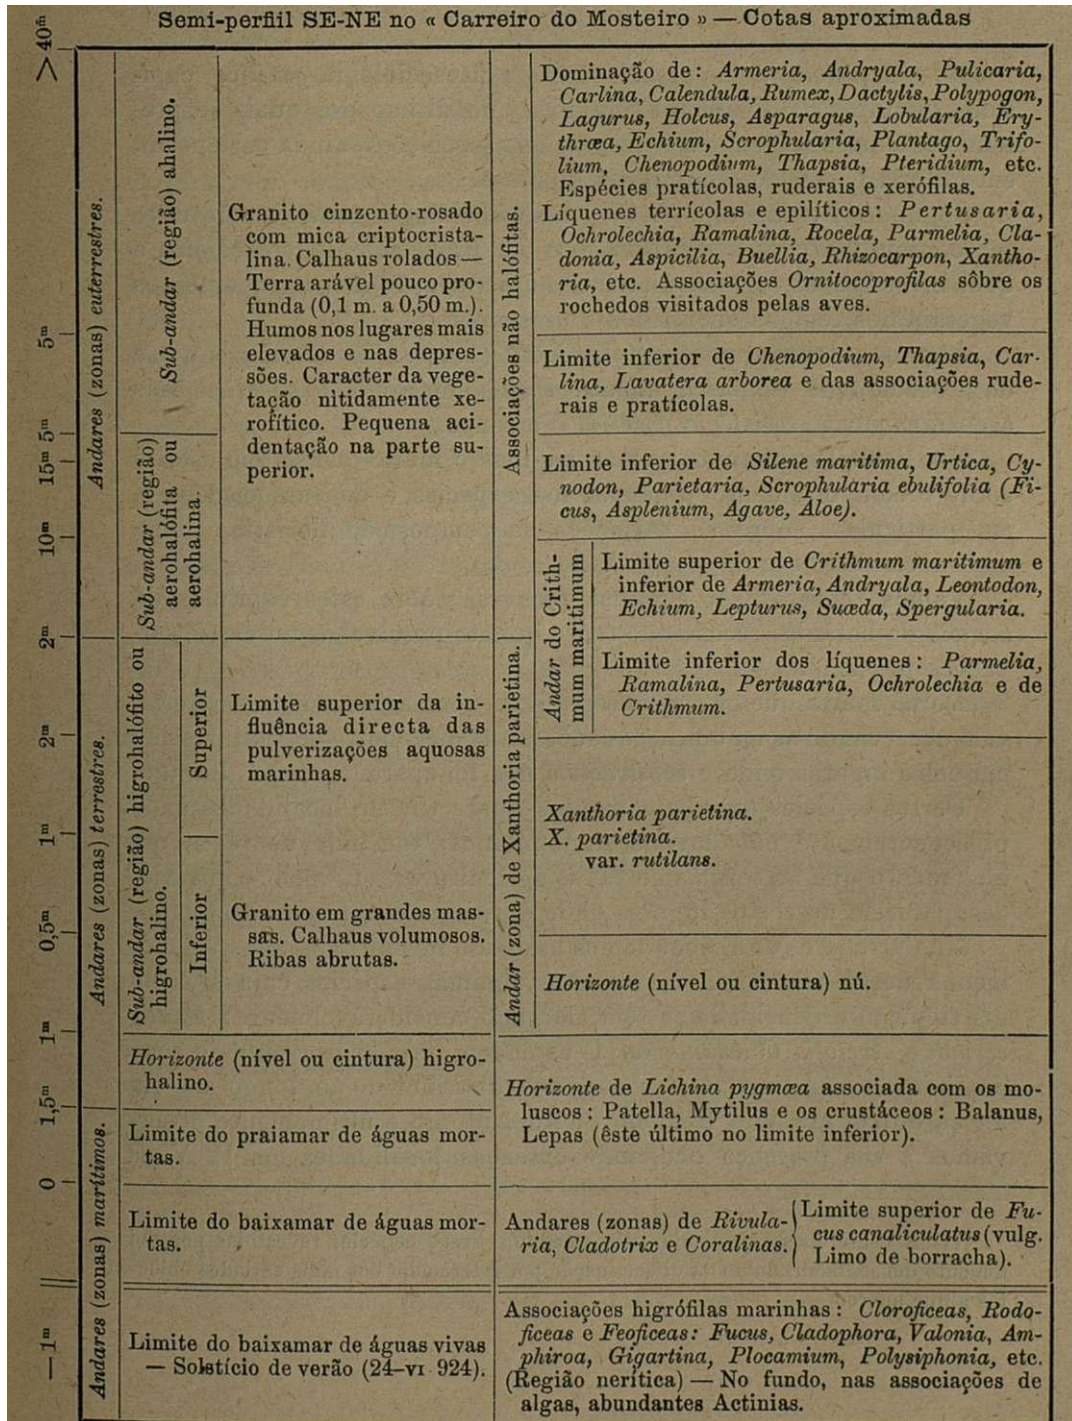 Semi-perfiil SE-NE no « Carreiro do Mosteiro » — Cotas aproximadas
>40m
5m
5m
15m
10m
2m
2m
1m
0,5m
1m
1,5m
0
—1m
Andares (zonas) euterrestres.
Sub-andar (região) ahalino.
Sub-andar (região)
aerohalófita ou
aerohalina.
Granito cinzento-rosado
com mica criptocrista-
lina. Calhaus rolados —
Terra arável pouco pro-
funda (0,1 m. a 0,50 m.).
Humos nos lugares mais
elevados e nas depres-
sões. Caracter da vege-
tação nitidamente xe-
rofítico. Pequena aci-
dentação na parte su-
perior.
Associações não halófitas.
Dominação de: Armeria, Andryala, Pulicaria,
Carlina, Calendula, Rumex, Dactylis, Polypogon,
Lagurus, Holcus, Asparagus, Lobularia, Ery-
thræa, Echium, Scrophularia, Plantago, Trifo-
lium, Chenopodium, Thapsia, Pteridium, etc.
Espécies pratícolas, ruderais e xerófilas.
Líquenes terrícolas e epilíticos: Pertusaria,
Ochrolechia, Ramalina, Rocela, Parmelia, Cla-
donia, Aspicilia, Buellia, Rhizocarpon, Xantho-
ria, etc. Associações Ornitocoprofilas sôbre os
rochedos visitados pelas aves.
Limite inferior de Chenopodium, Thapsia, Car-
lina, Lavatera arborea e das associações rude-
rais e pratícolas.
Limite inferior de Silene maritima, Urtica, Cy-
nodon, Parietaria, Scrophularia ebulifolia (Fi-
cus, Asplenium, Agave, Aloe).
Andar do Crith-
mum maritimum
Limite superior de Crithmum maritimum e
inferior de Armeria, Andryala, Leontodon,
Echium, Lepturus, Suæda, Spergularia.
Limite inferior dos líquenes: Parmelia,
Ramalina, Pertusaria, Ochrolechia e de
Crithmum.
Andares (zonas) terrestres.
Sub-andar (região) higrohalófito ou
higrohalino.
Superior
Inferior
Limite superior da in-
fluência directa das
pulverizações aquosas
marinhas.
Granito em grandes mas-
sas. Calhaus volumosos.
Ribas abrutas.
Andar (zona) de Xanthoria parietina.
Xanthoria parietina.
X. parietina.
var. rutilans.
Horizonte (nível ou cintura) nú.
Horizonte (nível ou cintura) higro-
halino.
Horizonte de Lichina pygmæa associada com os mo-
luscos: Patella, Mytilus e os crustáceos: Balanus,
Lepas (êste último no limite inferior).
Andares (zonas) marítimos.
Limite do praiamar de águas mor-
tas.
Limite do baixamar de águas mor-
tas.
Andares (zonas) de Rivula-
ria, Cladotrix e Coralinas.
Limite superior de Fu-
cus canaliculatus (vulg.
Limo de borracha).
Limite do baixamar de águas vivas
— Solstício de verão (24-VI 924).
Associações higrófilas marinhas: Cloroficeas, Rodo-
ficeas e Feoficeas: Fucus, Cladophora, Valonia, Am-
phiroa, Gigartina, Plocamium, Polysiphonia, etc.
(Região nerítica) — No fundo, nas associações de
algas, abundantes Actinias.